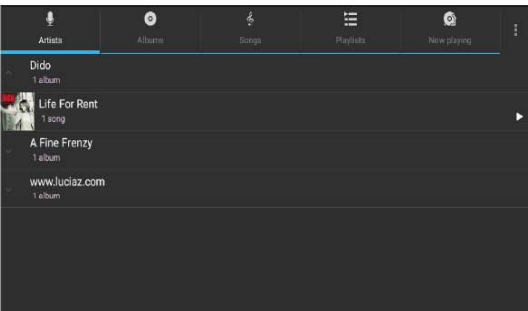 Artists
Albums
Songs
Playlists
Now playing
Dido
1 album
Life For Rent
1 song
A Fine Frenzy
1 album
www.luciaz.com
1 album